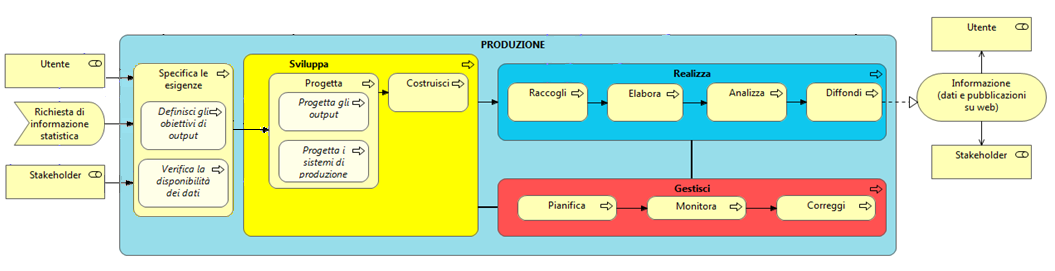 PRODUZIONE
Utente
Richiesta di
informazione
statistica
Stakeholder
Specifica le
esigenze
Definisci gli
obiettivi di
output
Verifica la
disponibilità
dei dati
Sviluppa
Progetta
Progetta gli
output
Progetta i
sistemi di
produzione
Costruisci
Realizza
Raccogli
Elabora
Analizza
Diffondi
Gestisci
Pianifica
Monitora
Correggi
Utente
Informazione
(dati e pubblicazioni
su web)
Stakeholder